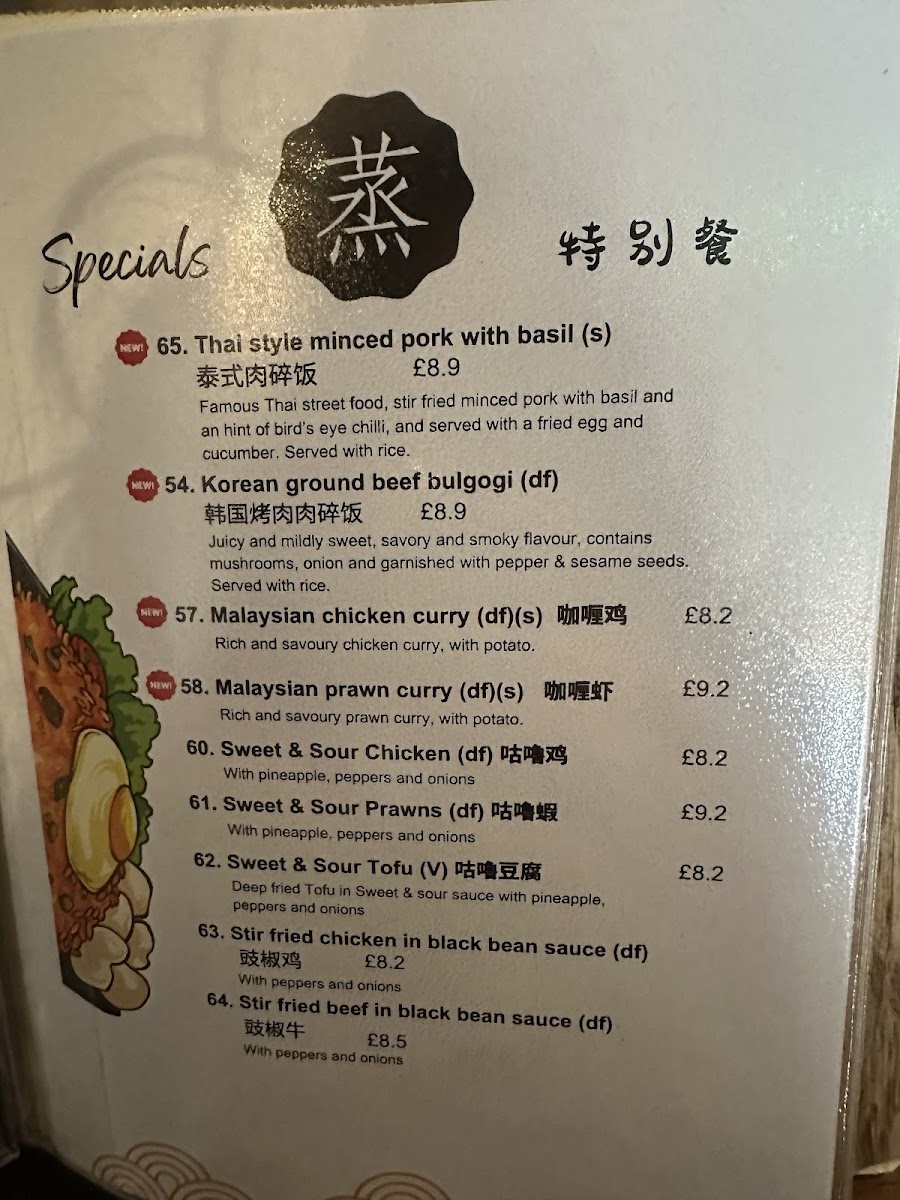 蒸
Specials
特别餐
NEW! 65. Thai style minced pork with basil (s)
泰式肉碎饭 £8.9
Famous Thai street food, stir fried minced pork with basil and
an hint of bird's eye chilli, and served with a fried egg and
cucumber. Served with rice.
NEW! 54. Korean ground beef bulgogi (df)
韩国烤肉肉碎饭 £8.9
Juicy and mildly sweet, savory and smoky flavour, contains
mushrooms, onion and garnished with pepper & sesame seeds.
Served with rice.
NEW! 57. Malaysian chicken curry (df)(s) 咖喱鸡 £8.2
Rich and savoury chicken curry, with potato.
NEW! 58. Malaysian prawn curry (df)(s) 咖喱虾 £9.2
Rich and savoury prawn curry, with potato.
60. Sweet & Sour Chicken (df) 咕噜鸡 £8.2
With pineapple, peppers and onions
61. Sweet & Sour Prawns (df) 咕噜蝦 £9.2
With pineapple, peppers and onions
62. Sweet & Sour Tofu (V) 咕噜豆腐 £8.2
Deep fried Tofu in Sweet & sour sauce with pineapple,
peppers and onions
63. Stir fried chicken in black bean sauce (df)
豉椒鸡 £8.2
With peppers and onions
64. Stir fried beef in black bean sauce (df)
豉椒牛 £8.5
With peppers and onions